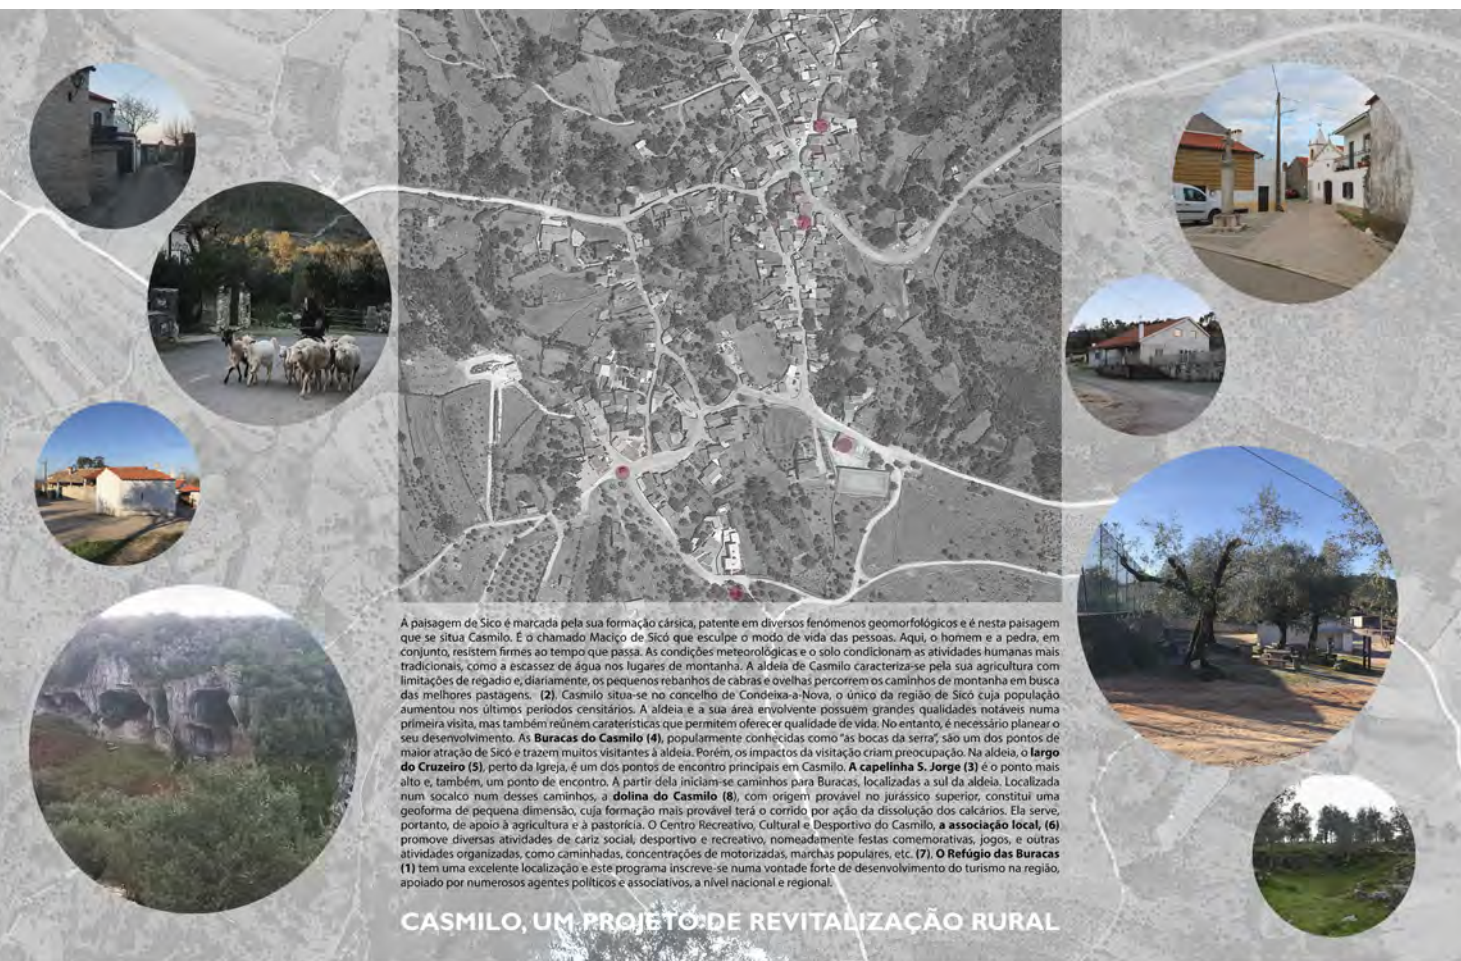 A paisagem de Sico é marcada pela sua formação cársica, patente em diversos fenómenos geomorfológicos e é nesta paisagem
que se situa Casmilo. É o chamado Maciço de Sicó que esculpe o modo de vida das pessoas. Aqui, o homem e a pedra, em
conjunto, resistem firmes ao tempo que passa. As condições meteorológicas e o solo condicionam as atividades humanas mais
tradicionais, como a escassez de água nos lugares de montanha. A aldeia de Casmilo caracteriza-se pela sua agricultura com
limitações de regadio e, diariamente, os pequenos rebanhos de cabras e ovelhas percorrem os caminhos de montanha em busca
das melhores pastagens. (2). Casmilo situa-se no concelho de Condeixa-a-Nova, o único da região de Sicó cuja população
aumentou nos últimos períodos censitários. A aldeia e a sua área envolvente possuem grandes qualidades notáveis numa
primeira visita, mas também reúnem caraterísticas que permitem oferecer qualidade de vida. No entanto, é necessário planear o
seu desenvolvimento. As Buracas do Casmilo (4), popularmente conhecidas como "as bocas da serra", são um dos pontos de
maior atração de Sicó e trazem muitos visitantes à aldeia. Porém, os impactos da visitação criam preocupação. Na aldeia, o largo
do Cruzeiro (5), perto da Igreja, é um dos pontos de encontro principais em Casmilo. A capelinha S. Jorge (3) é o ponto mais
alto e, também, um ponto de encontro. A partir dela iniciam-se caminhos para Buracas, localizadas a sul da aldeia. Localizada
num socalco num desses caminhos, a dolina do Casmilo (8), com origem provável no jurássico superior, constitui uma
geoforma de pequena dimensão, cuja formação mais provável terá o corrido por ação da dissolução dos calcários. Ela serve,
portanto, de apoio à agricultura e à pastorícia. O Centro Recreativo, Cultural e Desportivo do Casmilo, a associação local, (6)
promove diversas atividades de cariz social, desportivo e recreativo, nomeadamente festas comemorativas, jogos, e outras
atividades organizadas, como caminhadas, concentrações de motorizadas, marchas populares, etc. (7). O Refúgio das Buracas
(1) tem uma excelente localização e este programa inscreve-se numa vontade forte de desenvolvimento do turismo na região,
apoiado por numerosos agentes políticos e associativos, a nível nacional e regional.
CASMILO, UM PROJETO DE REVITALIZAÇÃO RURAL